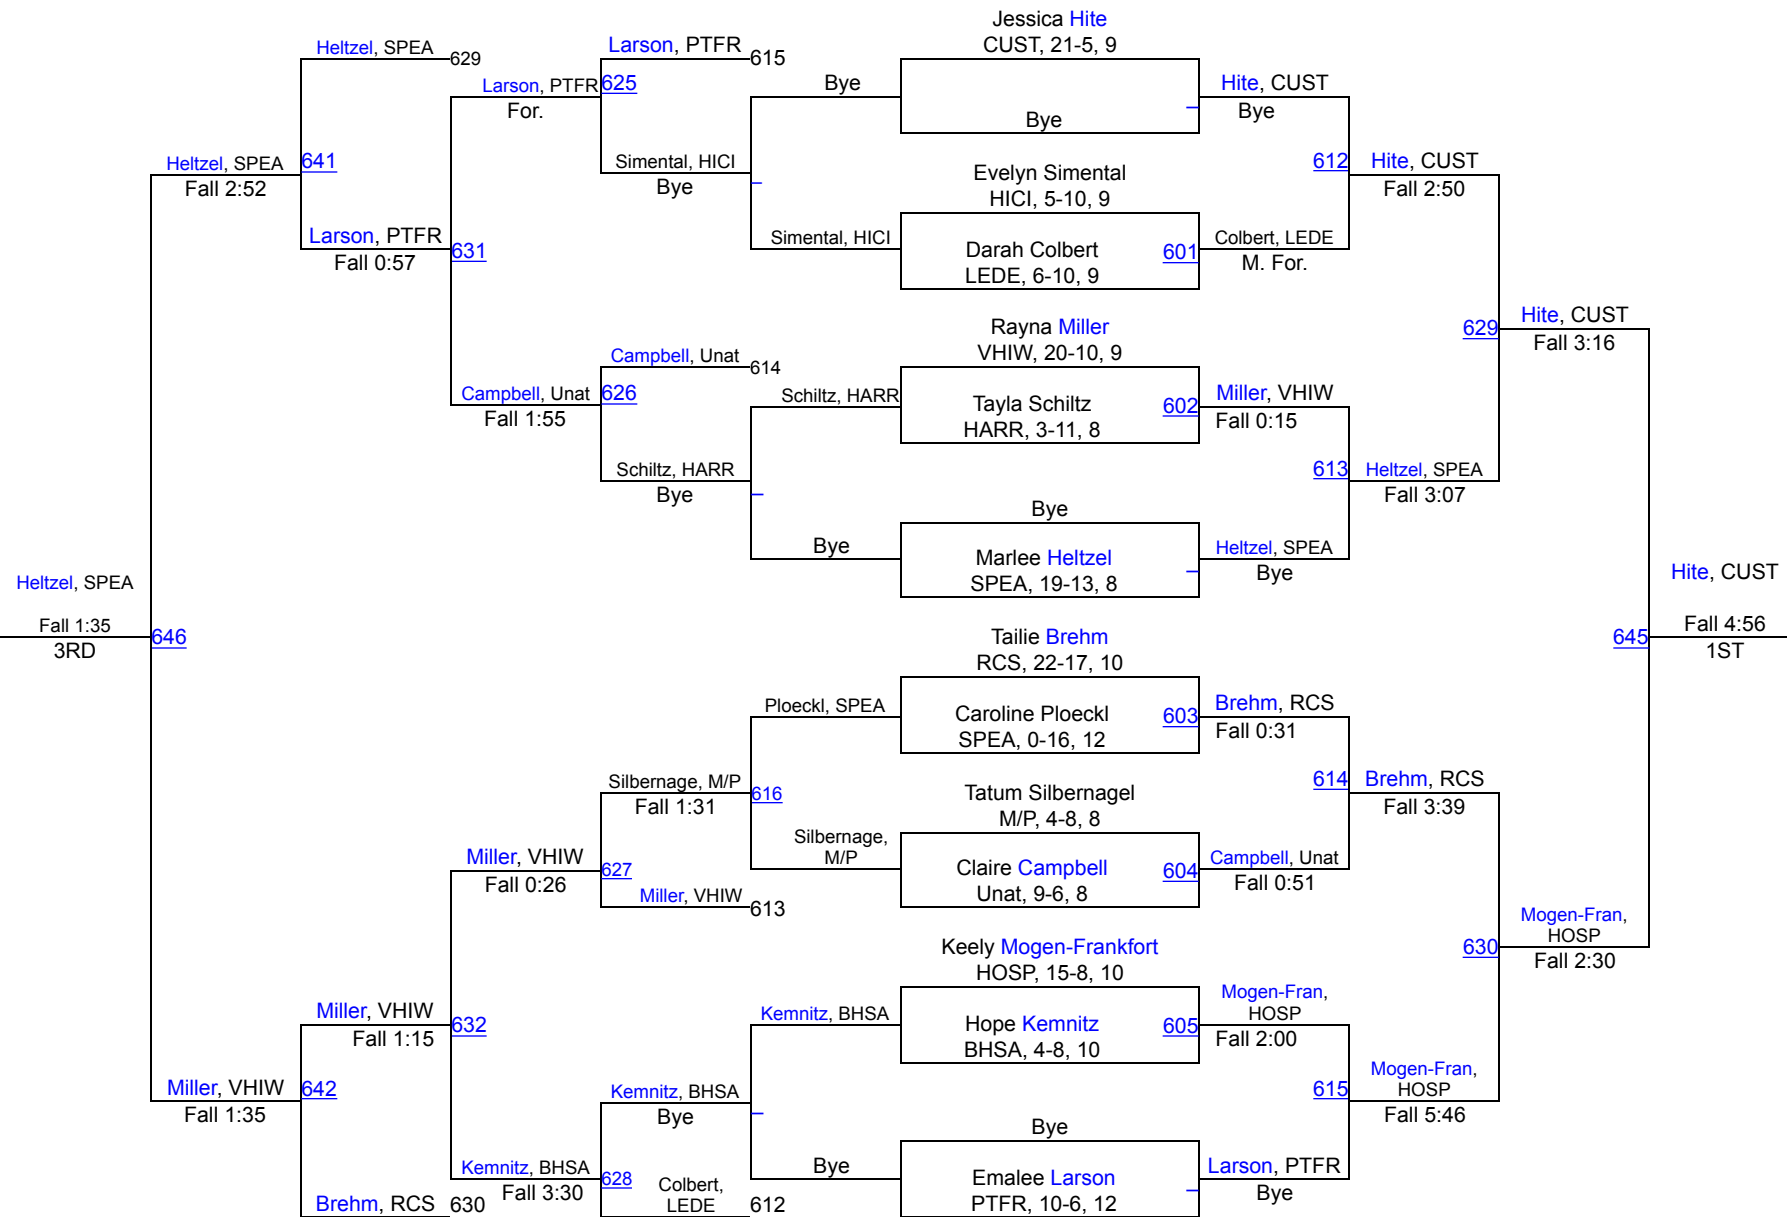 Jessica Hite
CUST, 21-5, 9
Bye
Evelyn Simental
HICI, 5-10, 9
Darah Colbert
LEDE, 6-10, 9
601
Rayna Miller
VHIW, 20-10, 9
Tayla Schiltz
HARR, 3-11, 8
602
Bye
Marlee Heltzel
SPEA, 19-13, 8
Tailie Brehm
RCS, 22-17, 10
Caroline Ploeckl
SPEA, 0-16, 12
603
Tatum Silbernagel
M/P, 4-8, 8
Claire Campbell
Unat, 9-6, 8
604
Keely Mogen-Frankfort
HOSP, 15-8, 10
Hope Kemnitz
BHSA, 4-8, 10
605
Bye
Emalee Larson
PTFR, 10-6, 12
Hite, CUST
Bye
612
Colbert, LEDE
M. For.
Miller, VHIW
Fall 0:15
613
Heltzel, SPEA
Bye
Brehm, RCS
Fall 0:31
614
Campbell, Unat
Fall 0:51
Mogen-Fran,
HOSP
Fall 2:00
615
Larson, PTFR
Bye
Hite, CUST
Fall 2:50
629
Heltzel, SPEA
Fall 3:07
Brehm, RCS
Fall 3:39
630
Mogen-Fran,
HOSP
Fall 5:46
Hite, CUST
Fall 3:16
645
Mogen-Fran,
HOSP
Fall 2:30
Hite, CUST
Fall 4:56
1ST
Bye
Simental, HICI
Schiltz, HARR
Bye
Ploeckl, SPEA
616
Silbernage,
M/P
Kemnitz, BHSA
Bye
Larson, PTFR
615
625
Simental, HICI
Bye
Campbell, Unat
614
626
Schiltz, HARR
Bye
Silbernage, M/P
Fall 1:31
627
Miller, VHIW
613
Kemnitz, BHSA
Bye
628
Colbert,
LEDE
612
Larson, PTFR
For.
631
Campbell, Unat
Fall 1:55
Miller, VHIW
Fall 0:26
632
Kemnitz, BHSA
Fall 3:30
Heltzel, SPEA
629
641
Larson, PTFR
Fall 0:57
Miller, VHIW
Fall 1:15
642
Brehm, RCS
630
Heltzel, SPEA
Fall 2:52
646
Miller, VHIW
Fall 1:35
Heltzel, SPEA
Fall 1:35
3RD